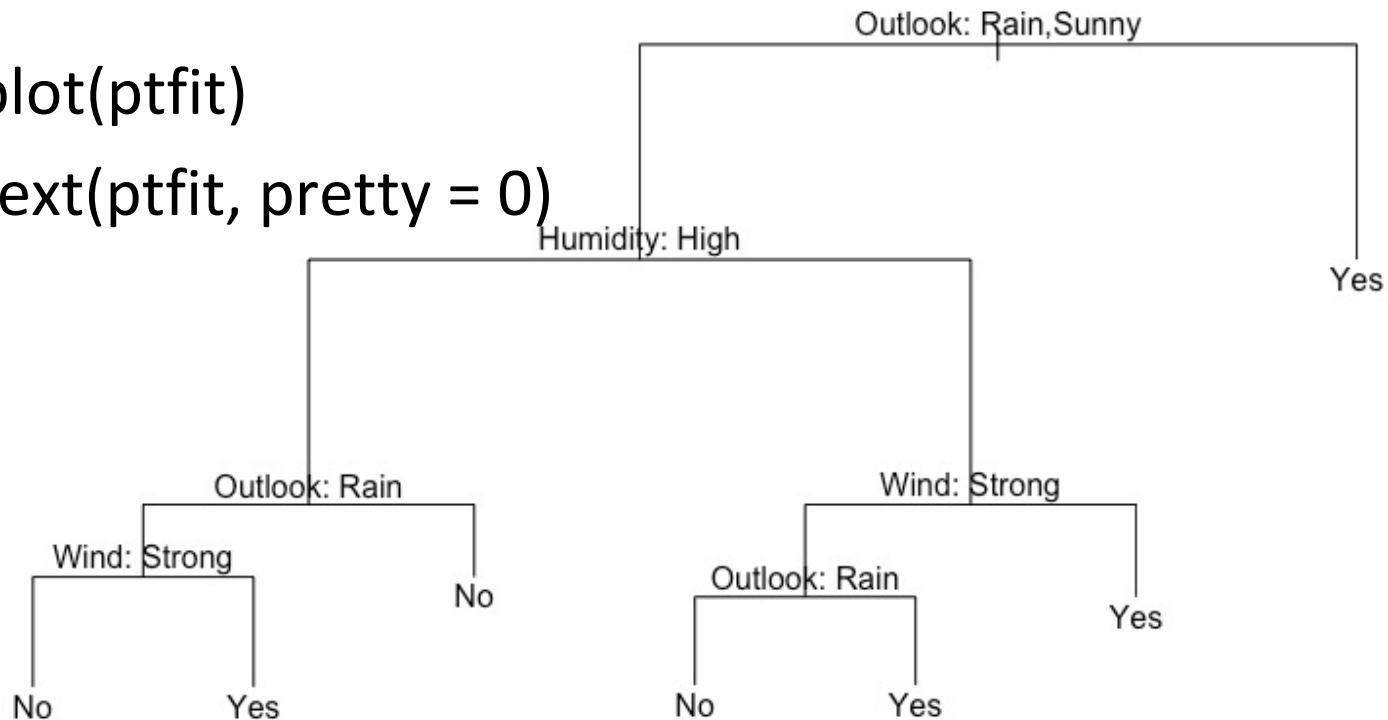 Outlook: Rain,Sunny
plot(ptfit)
ext(ptfit, pretty = 0)
Humidity: High
Yes
Outlook: Rain
Wind: Strong
Wind: Strong
Outlook: Rain
No
Yes
No
Yes
No
Yes